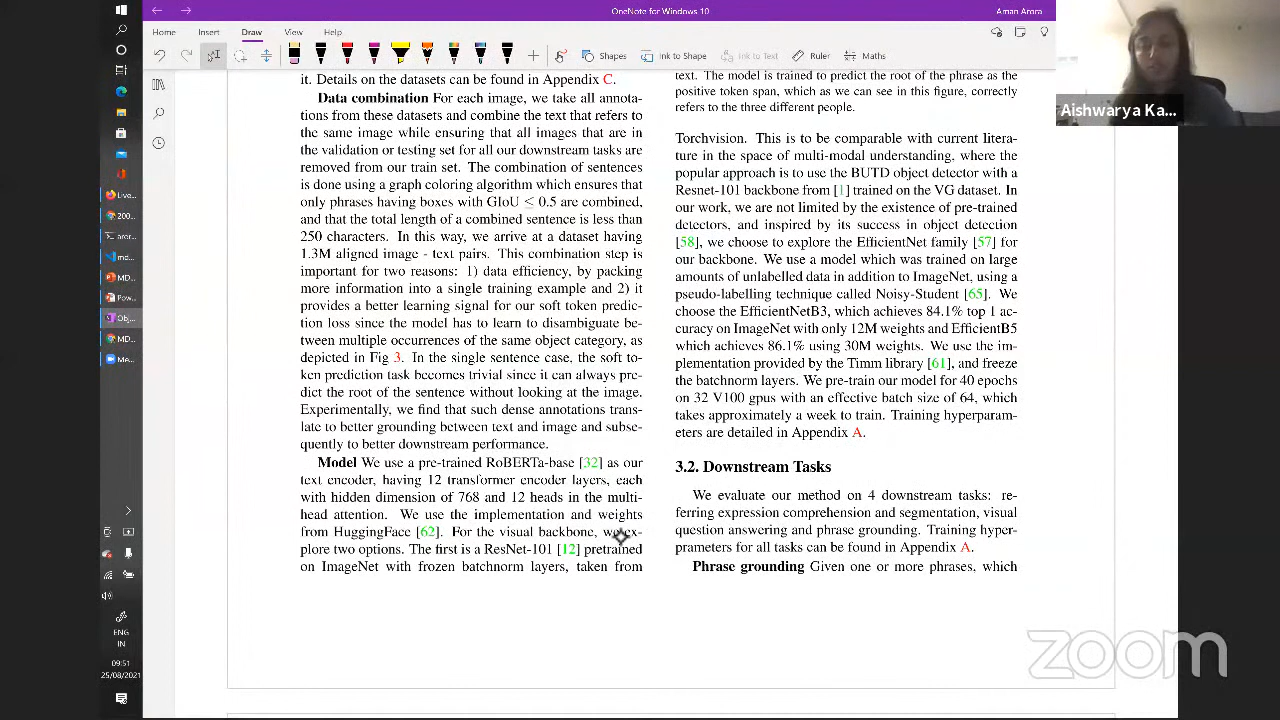 OneNote for Windows 10
Aman Arora
Home
Insert
Draw
View
Help
Shapes
Ink to Shape
Ink to Text
Ruler
Maths
Aishwarya Ka...
it. Details on the datasets can be found in Appendix C.
Data combination For each image, we take all annota-
tions from these datasets and combine the text that refers to
the same image while ensuring that all images that are in
the validation or testing set for all our downstream tasks are
removed from our train set. The combination of sentences
is done using a graph coloring algorithm which ensures that
only phrases having boxes with GIoU ≤ 0.5 are combined,
and that the total length of a combined sentence is less than
250 characters. In this way, we arrive at a dataset having
1.3M aligned image - text pairs. This combination step is
important for two reasons: 1) data efficiency, by packing
more information into a single training example and 2) it
provides a better learning signal for our soft token predic-
tion loss since the model has to learn to disambiguate be-
tween multiple occurrences of the same object category, as
depicted in Fig 3. In the single sentence case, the soft to-
ken prediction task becomes trivial since it can always pre-
dict the root of the sentence without looking at the image.
Experimentally, we find that such dense annotations trans-
late to better grounding between text and image and subse-
quently to better downstream performance.
Model We use a pre-trained RoBERTa-base [32] as our
text encoder, having 12 transformer encoder layers, each
with hidden dimension of 768 and 12 heads in the multi-
head attention. We use the implementation and weights
from HuggingFace [62]. For the visual backbone, we ex-
plore two options. The first is a ResNet-101 [12] pretrained
on ImageNet with frozen batchnorm layers, taken from
text. The model is trained to predict the root of the phrase as the
positive token span, which as we can see in this figure, correctly
refers to the three different people.
Torchvision. This is to be comparable with current litera-
ture in the space of multi-modal understanding, where the
popular approach is to use the BUTD object detector with a
Resnet-101 backbone from [1] trained on the VG dataset. In
our work, we are not limited by the existence of pre-trained
detectors, and inspired by its success in object detection
[58], we choose to explore the EfficientNet family [57] for
our backbone. We use a model which was trained on large
amounts of unlabelled data in addition to ImageNet, using a
pseudo-labelling technique called Noisy-Student [65]. We
choose the EfficientNetB3, which achieves 84.1% top 1 ac-
curacy on ImageNet with only 12M weights and EfficientB5
which achieves 86.1% using 30M weights. We use the im-
plementation provided by the Timm library [61], and freeze
the batchnorm layers. We pre-train our model for 40 epochs
on 32 V100 gpus with an effective batch size of 64, which
takes approximately a week to train. Training hyperparam-
eters are detailed in Appendix A.
3.2. Downstream Tasks
We evaluate our method on 4 downstream tasks: re-
ferring expression comprehension and segmentation, visual
question answering and phrase grounding. Training hyper-
parameters for all tasks can be found in Appendix A.
Phrase grounding Given one or more phrases, which
Live...
200...
aror...
md...
MD...
Pow...
Obj...
MD...
Me...
ENG
IN
09:51
25/08/2021
zoom